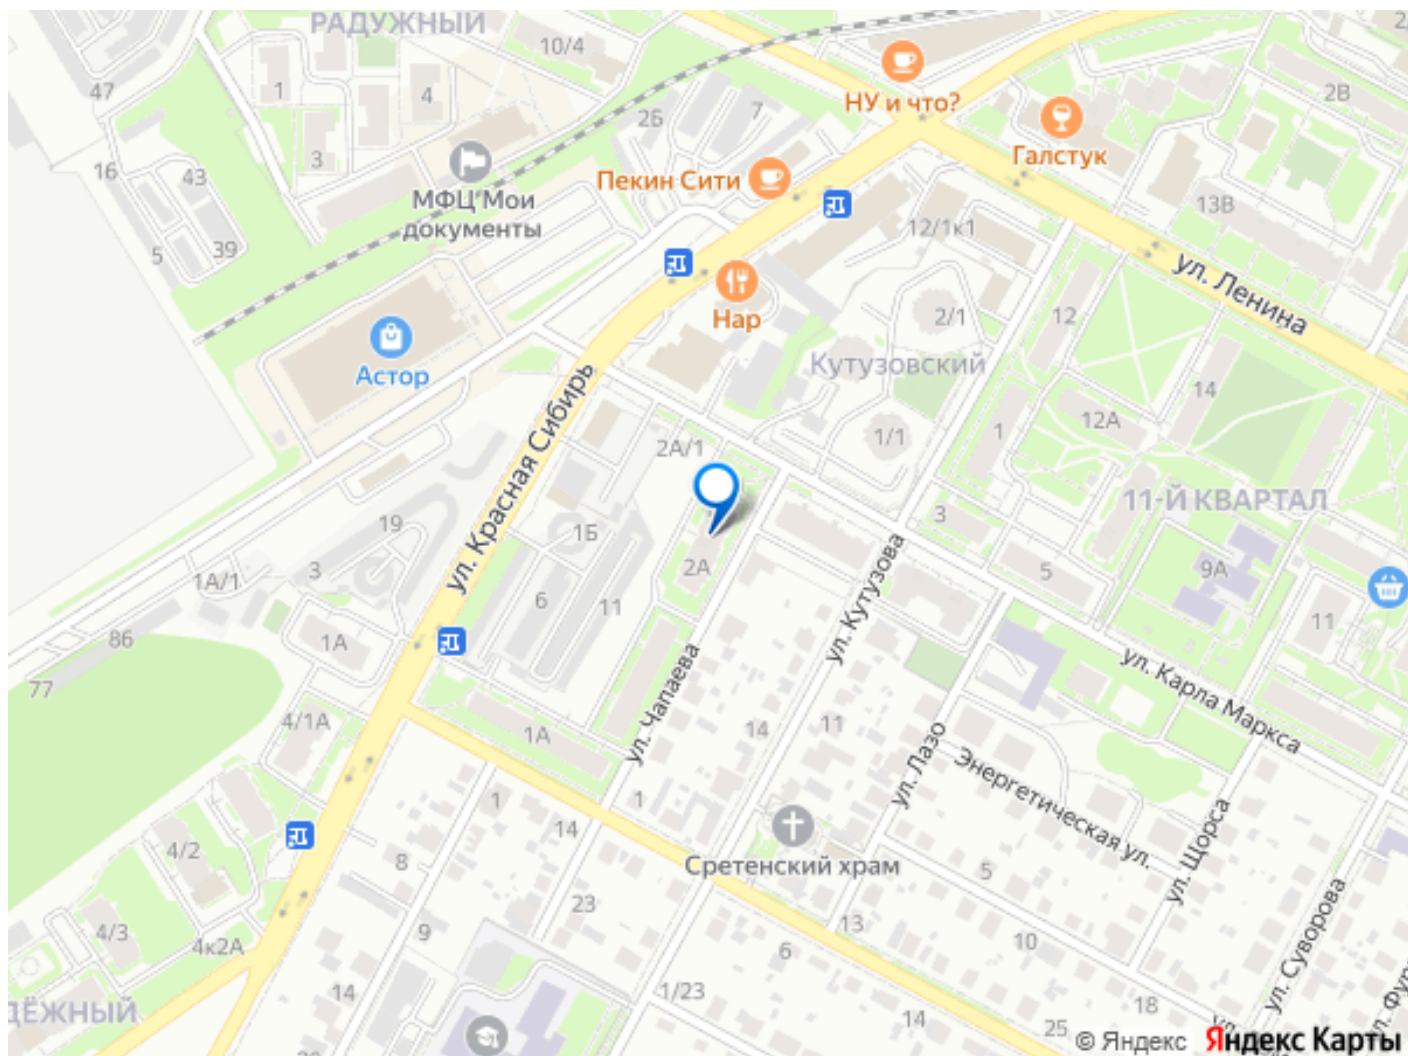 РАДУЖНЫЙ
10/4
47
1
4
2Б
7
НУ и что?
2В
3
16
43
МФЦ Мои
документы
Пекин Сити
Галстук
13В
5
39
12/1к1
ул. Ленина
Нар
2/1
12
Астор
Кутузовский
14
ул. Красная Сибирь
12А
1
2А/1
1/1
11-Й КВАРТАЛ
19
1Б
3
5
9А
3
1А/1
2А
6
11
ул. Кутузова
11
86
1А
77
ул. Чапаева
ул. Карла Маркса
4/1А
1А
14
11
ул. Лазо
Энергетическая ул.
1
1
14
ул. Щорса
4/2
8
Сретенский храм
5
23
13
4/3
4к2А
9
6
10
ул. Суворова
14
1/23
18
14
25
ДЁЖНЫЙ
© Яндекс Яндекс Карты